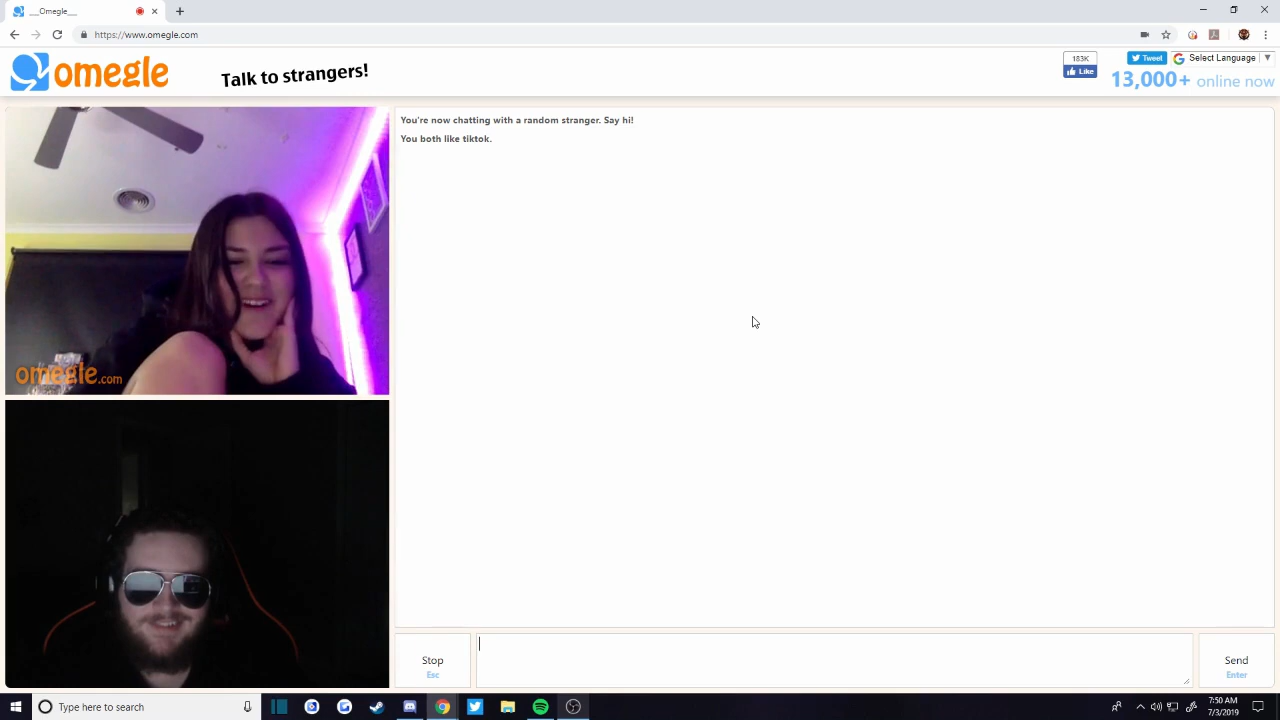 __Omegle__
https://www.omegle.com
omegle
Talk to strangers!
183K
Like
Tweet
Select Language
13,000+ online now
You're now chatting with a random stranger. Say hi!
You both like tiktok.
omegle.com
Stop
Esc
Send
Enter
Type here to search
7:50 AM
7/3/2019